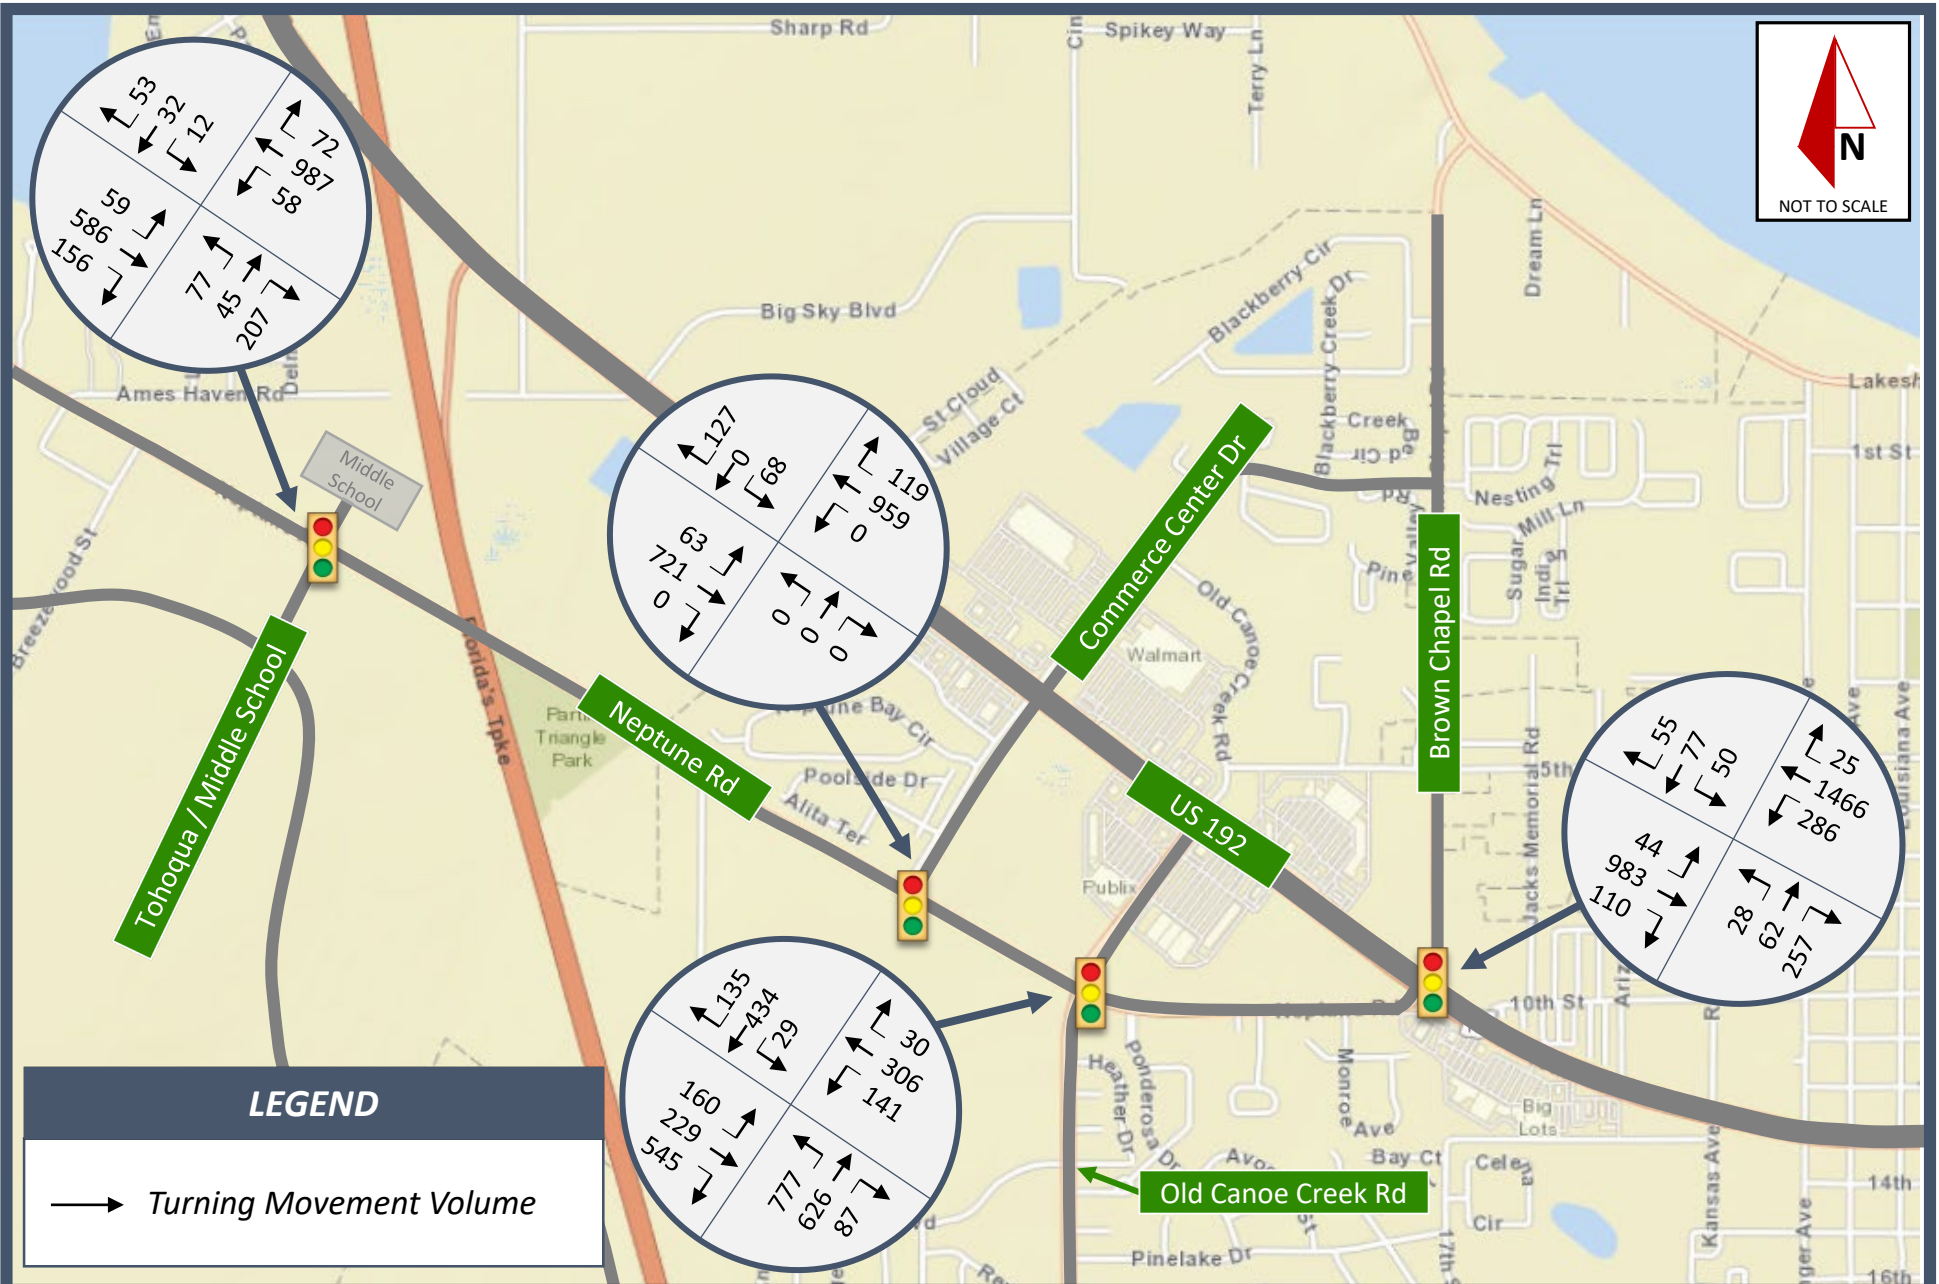 Sharp Rd
Spikey Way
Terry Ln
N
NOT TO SCALE
53
32
12
72
987
58
59
586
156
77
45
207
Dream Ln
Blackberry Cir
Blackberry Creek Dr
Big Sky Blvd
Ames Haven Rd
St Cloud
Village Ct
Creek
1st St
Middle
School
127
0
68
119
959
0
63
721
0
0
0
0
Commerce Center Dr
Nesting Trl
Mill Ln
Sugar
Brown Chapel Rd
Breezewood St
Old Canoe Creek Rd
Walmart
Tohoqua / Middle School
Florida's Tpke
Triangle
Park
Neptune Rd
Poolside Dr
Alita Ter
US 192
Publix
5th
Jacks Memorial Rd
Louisiana Ave
55
77
50
25
1466
286
44
983
110
28
62
257
10th St
135
434
29
30
306
141
160
229
545
777
626
87
Heather Dr
Ponderosa Dr
Monroe
Ave
Big
Lots
Bay Ct
Kansas Ave
14th
Old Canoe Creek Rd
Cir
Pinelake Dr
16th
LEGEND
Turning Movement Volume